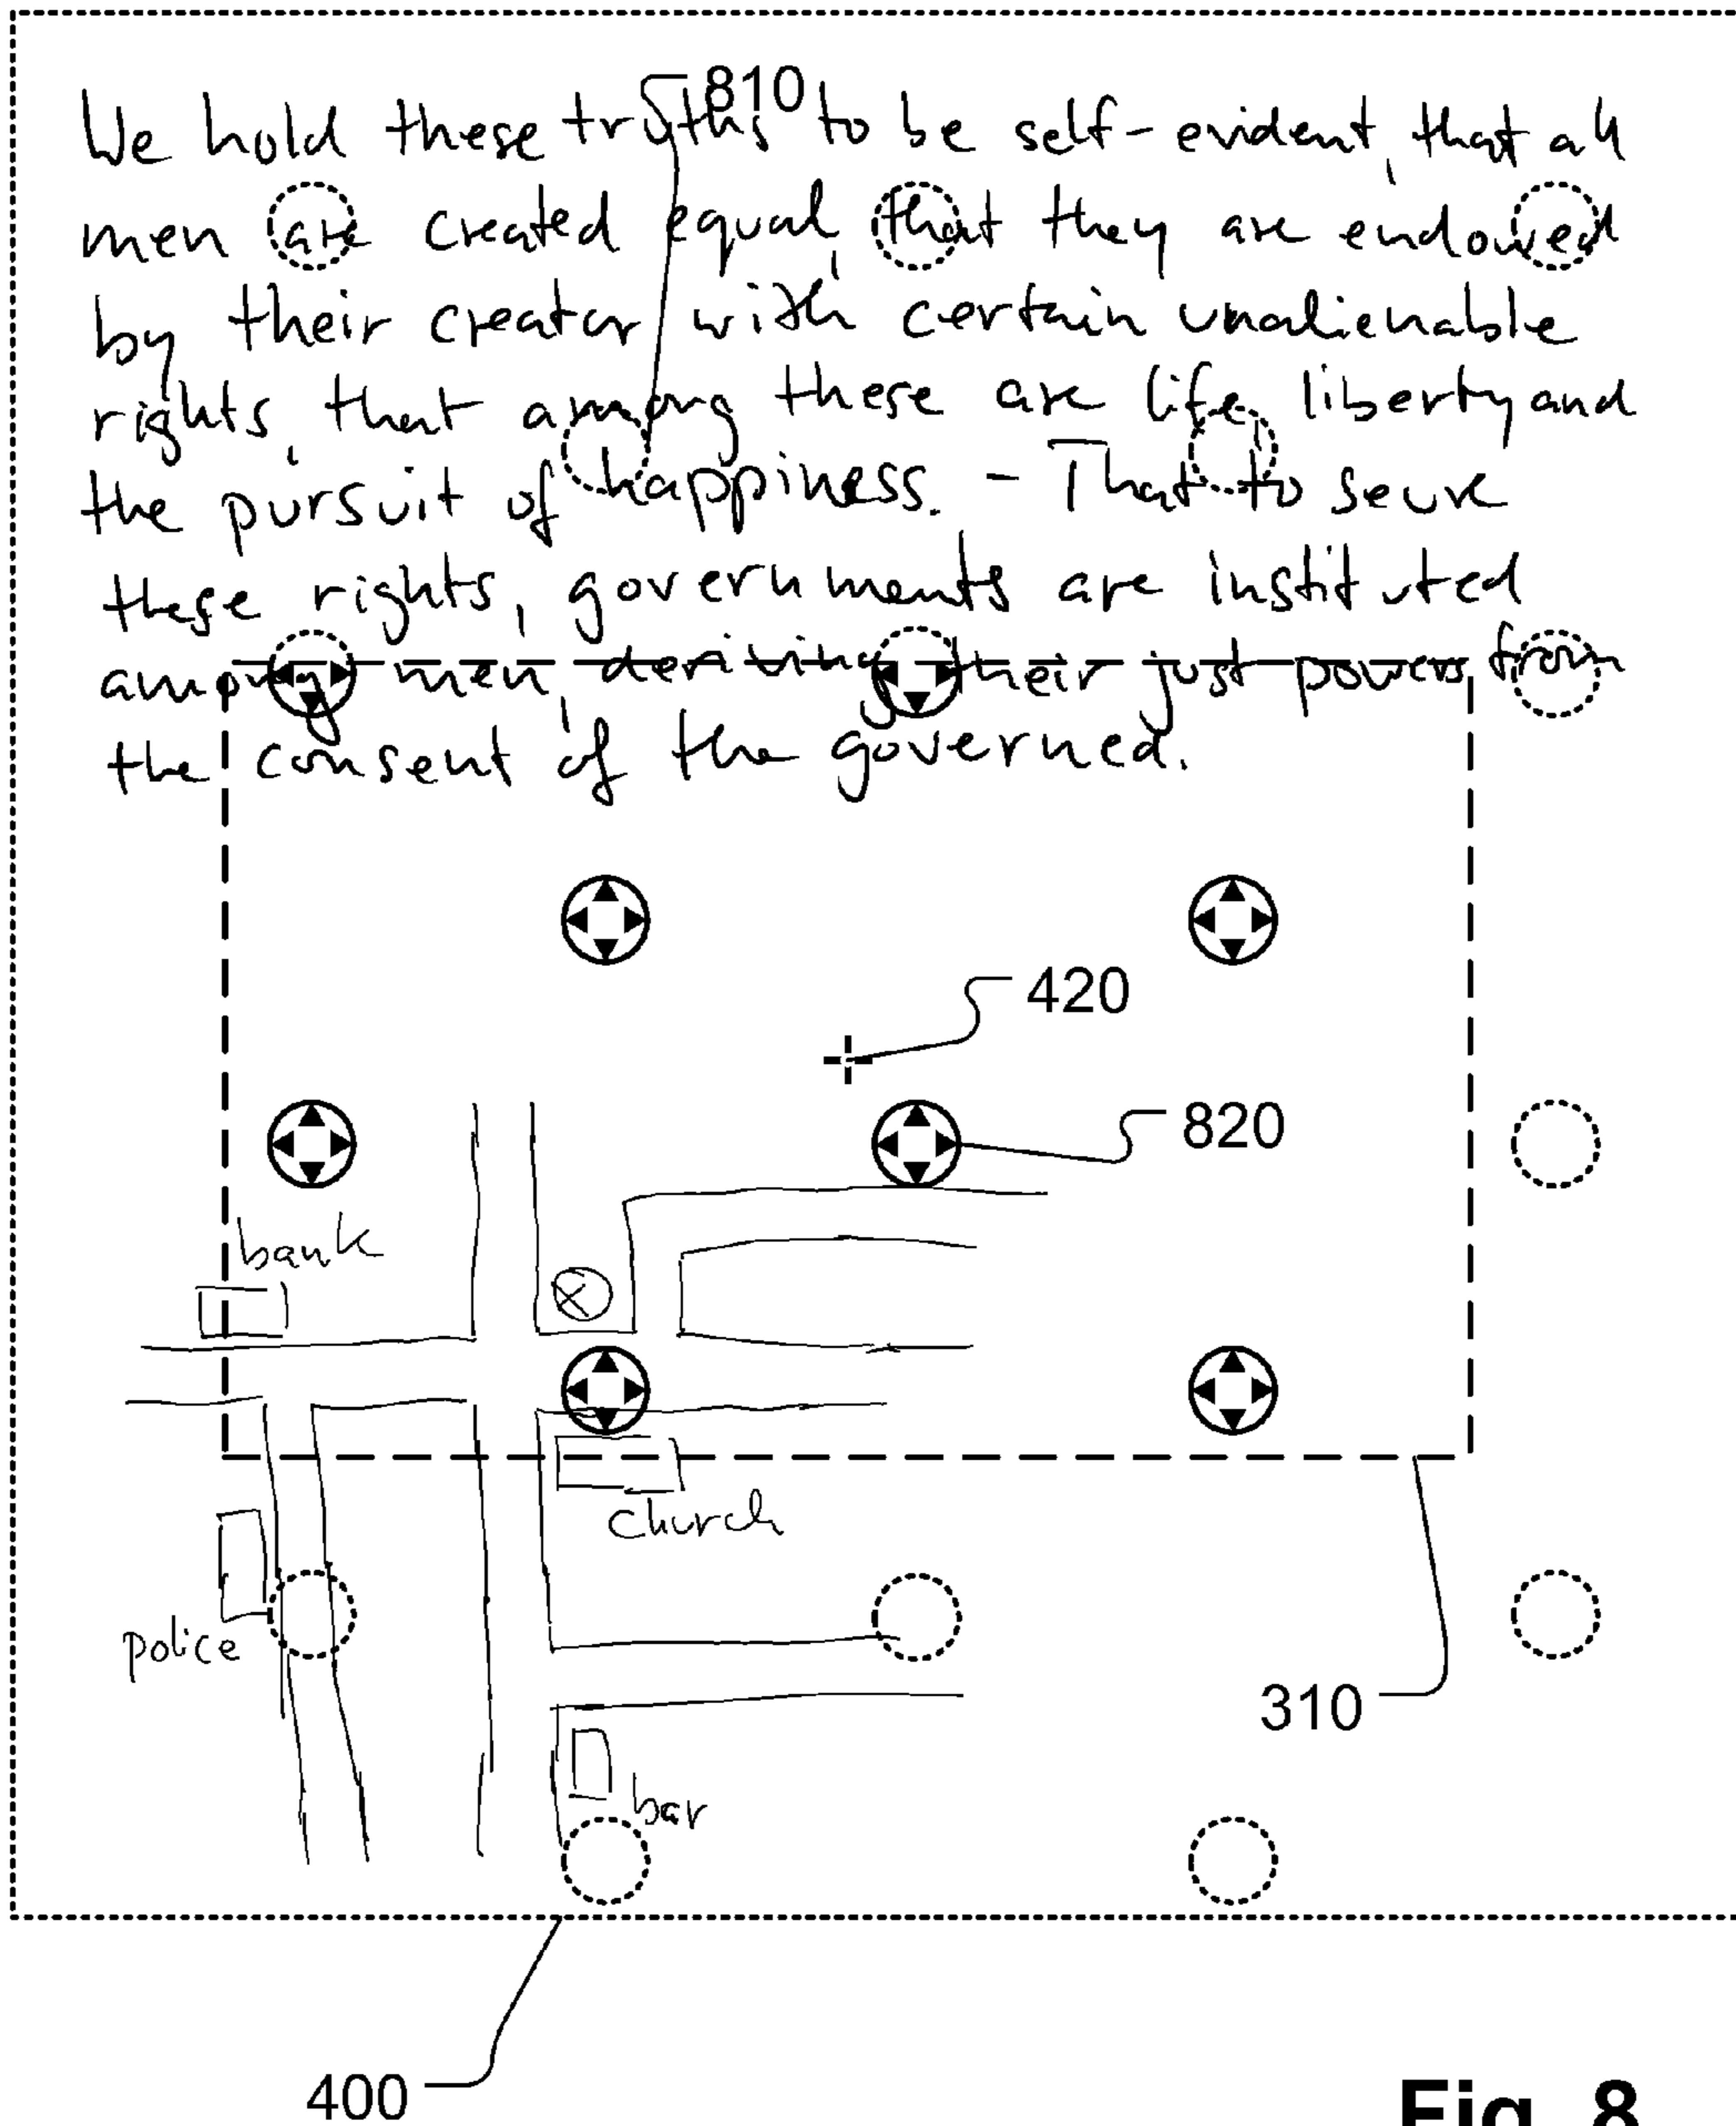 810
We hold these truths to be self-evident, that all
men are created equal, that they are endowed
by their creator with certain unalienable
rights, that among these are life, liberty and
the pursuit of happiness. - That to secure
these rights, governments are instituted
among men, deriving their just powers from
the consent of the governed.
420
820
bank
church
police
310
bar
400
Fig. 8